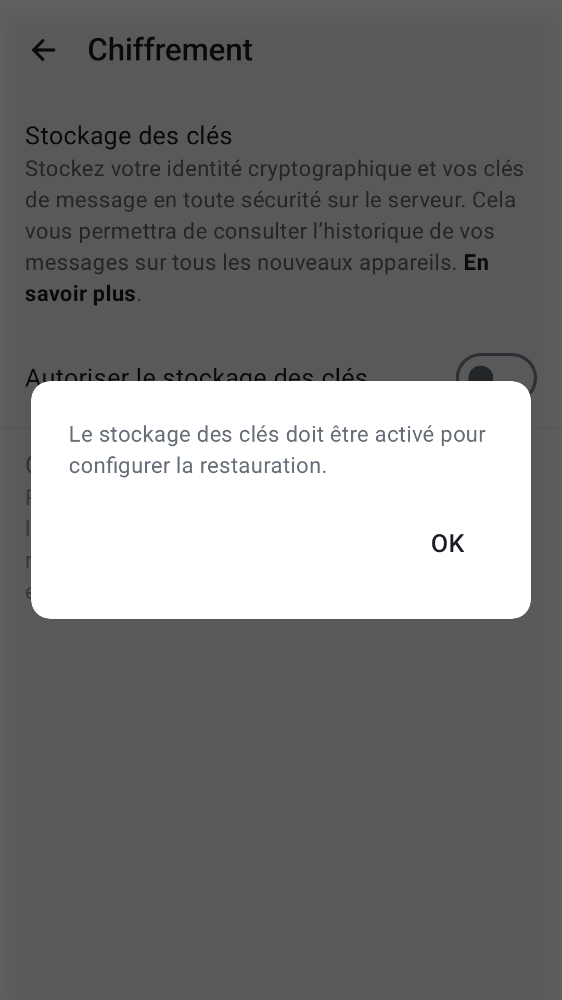 Chiffrement
Stockage des clés
Stockez votre identité cryptographique et vos clés
de message en toute sécurité sur le serveur. Cela
vous permettra de consulter l’historique de vos
messages sur tous les nouveaux appareils. En
savoir plus.
Autoriser le stockage des clés
Le stockage des clés doit être activé pour
configurer la restauration.
OK